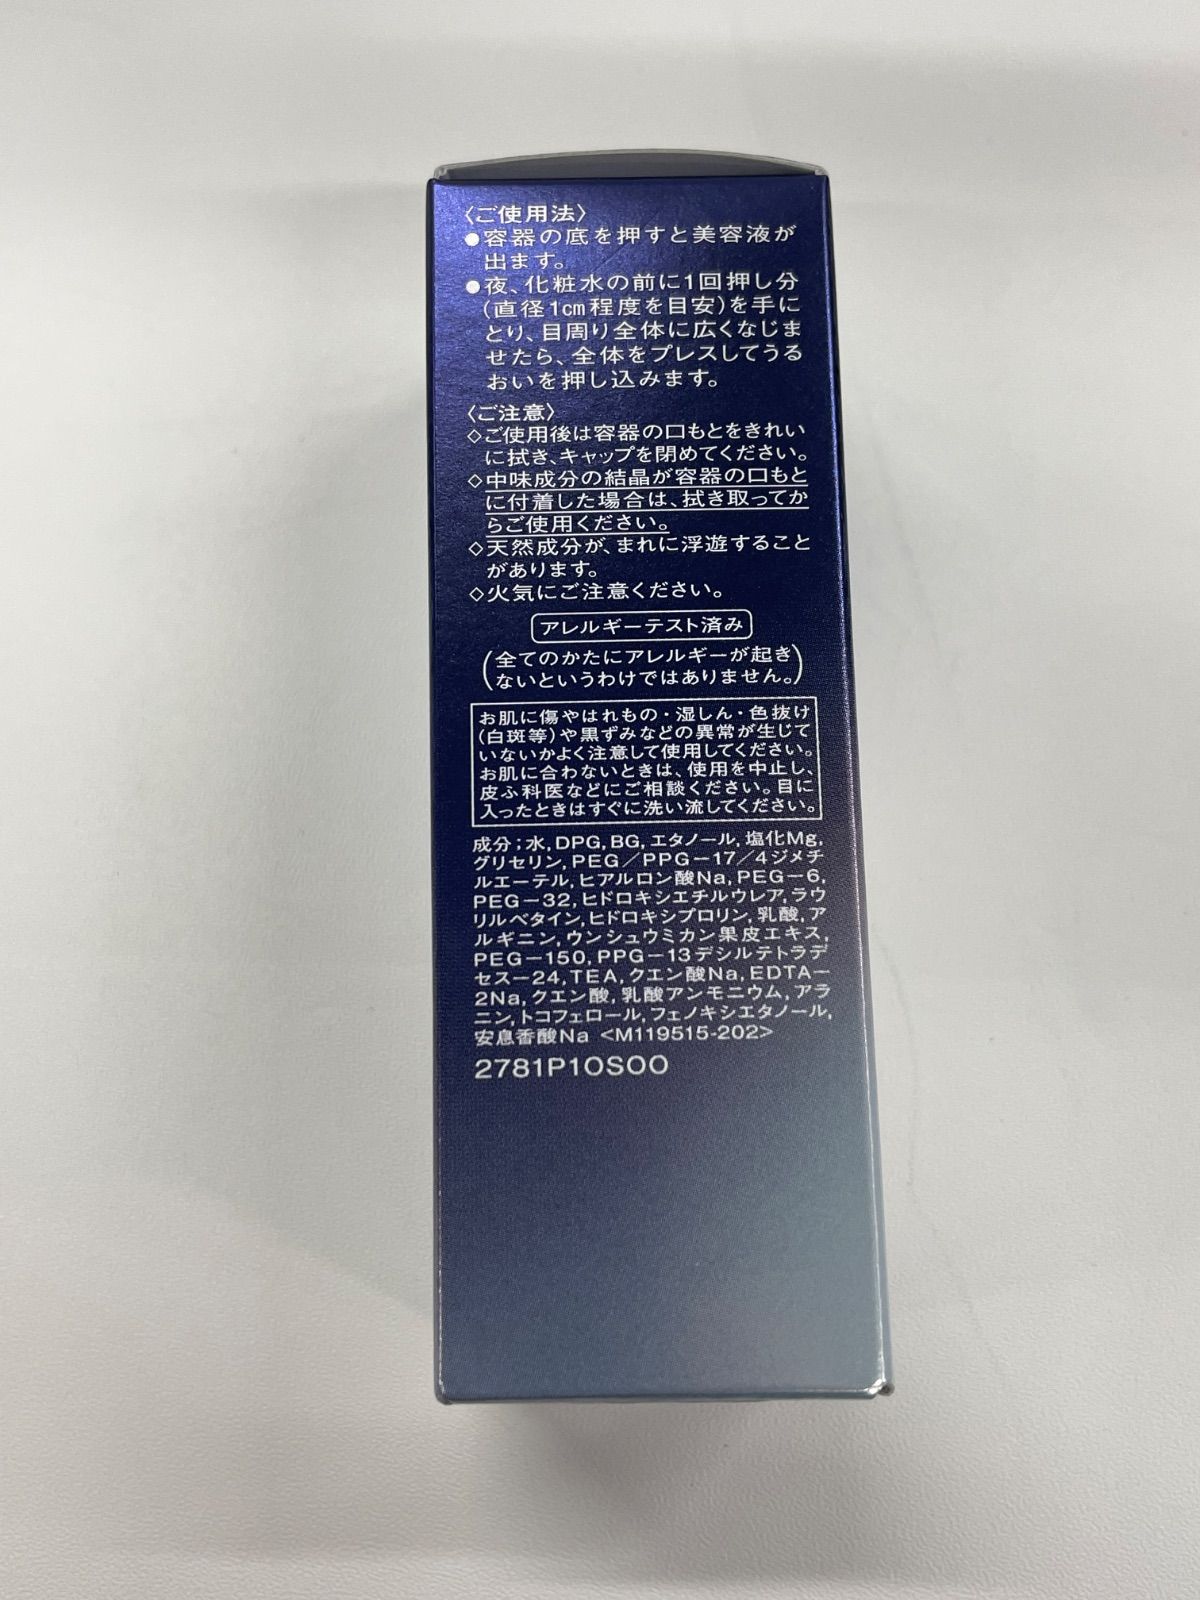 〈ご使用法〉
●容器の底を押すと美容液が
出ます。
●夜、化粧水の前に1回押し分
(直径1cm程度を目安)を手に
とり、目周り全体に広くなじま
せたら、全体をプレスしてうる
おいを押し込みます。
〈ご注意〉
◇ご使用後は容器の口もとをきれい
に拭き、キャップを閉めてください。
◇中味成分の結晶が容器の口もと
に付着した場合は、拭き取ってか
らご使用ください。
◇天然成分が、まれに浮遊すること
があります。
◇火気にご注意ください。
アレルギーテスト済み
(全てのかたにアレルギーが起き
ないというわけではありません。)
お肌に傷やはれもの・湿しん・色抜け
(白斑等)や黒ずみなどの異常が生じて
いないかよく注意して使用してください。
お肌に合わないときは、使用を中止し、
皮ふ科医などにご相談ください。目に
入ったときはすぐに洗い流してください。
成分;水,DPG,BG,エタノール,塩化Mg,
グリセリン,PEG/PPG-17/4ジメチ
ルエーテル,ヒアルロン酸Na,PEG-6,
PEG-32,ヒドロキシエチルウレア,ラウ
リルベタイン,ヒドロキシプロリン,乳酸,ア
ルギニン,ウンシュウミカン果皮エキス,
PEG-150,PPG-13デシルテトラデ
セス-24,TEA,クエン酸Na,EDTA-
2Na,クエン酸,乳酸アンモニウム,アラ
ニン,トコフェロール,フェノキシエタノール,
安息香酸Na <M119515-202>
2781P10S00